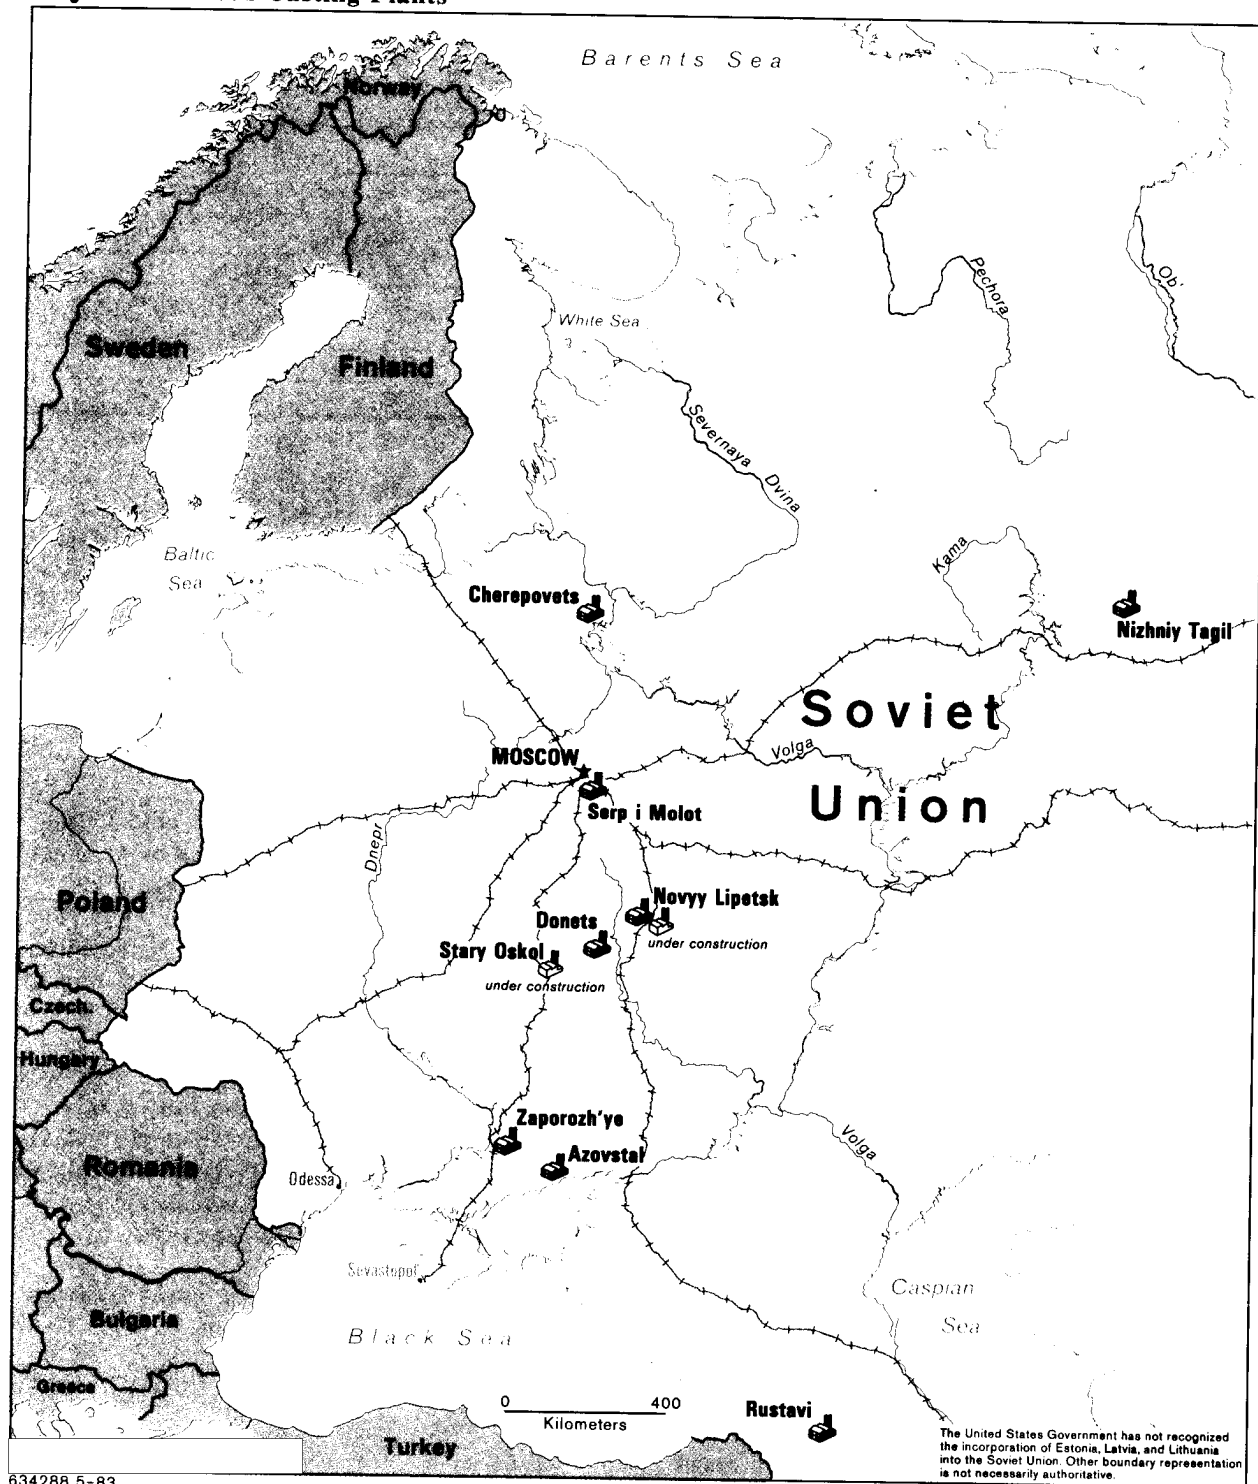 Casting Plants
Barents Sea
Norway
Pechora
Ob'
White Sea
Sweden
Finland
Severnaya Dvina
Baltic
Sea
Kama
Cherepovets
Nizhniy Tagil
Soviet
Union
MOSCOW
Volga
Serp i Molot
Dnepr
Poland
Novyy Lipetsk
under construction
Donets
Stary Oskol
under construction
Czech.
Hungary
Zaporozh'ye
Azovstal
Volga
Romania
Odessa
Sevastopol'
Caspian
Sea
Bulgaria
Black Sea
Greece
0 400
Kilometers
Rustavi
Turkey
The United States Government has not recognized
the incorporation of Estonia, Latvia, and Lithuania
into the Soviet Union. Other boundary representation
is not necessarily authoritative.
634288 5-83